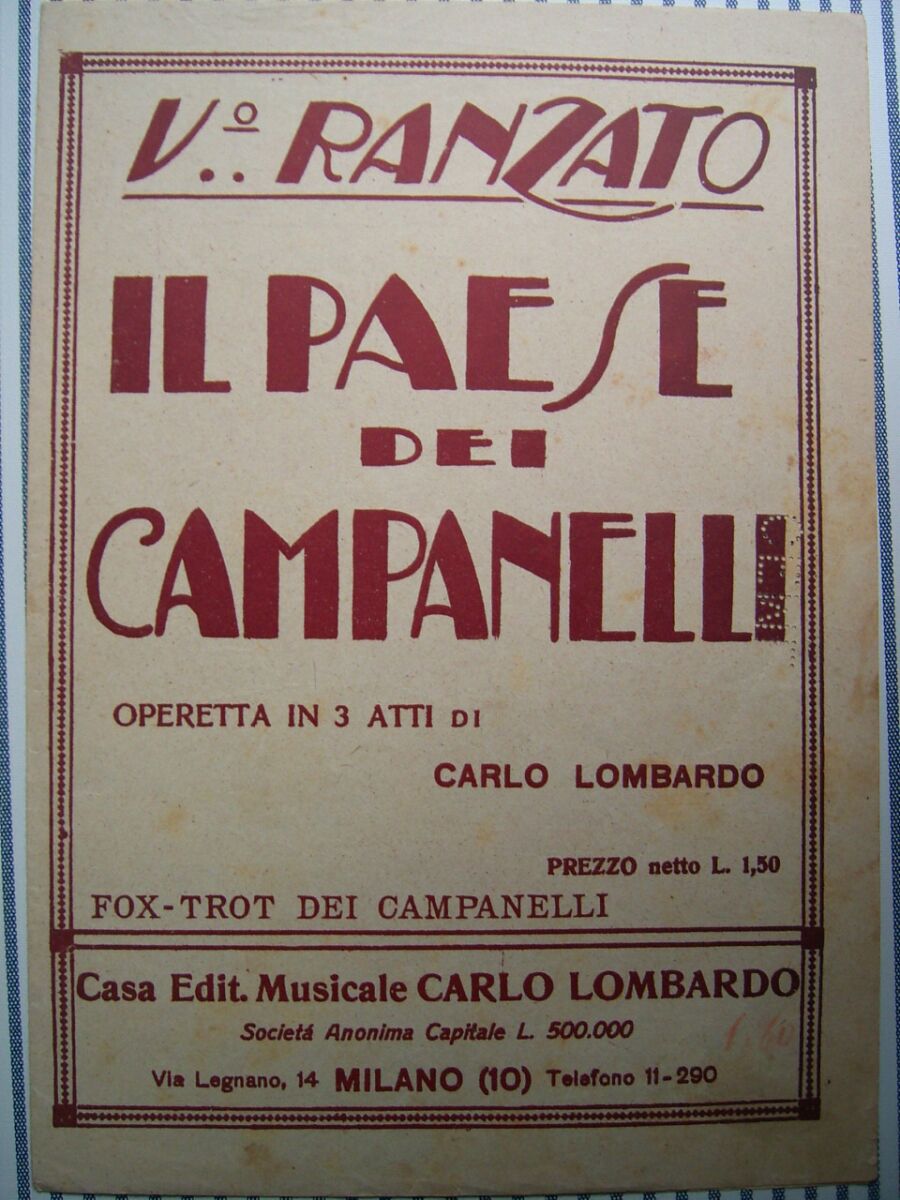 V.º RANZATO
IL PAESE
DEI
CAMPANELLI
OPERETTA IN 3 ATTI DI
CARLO LOMBARDO
PREZZO netto L. 1,50
FOX-TROT DEI CAMPANELLI
Casa Edit. Musicale CARLO LOMBARDO
Societá Anonima Capitale L. 500.000
Via Legnano, 14 MILANO (10) Telefono 11-290